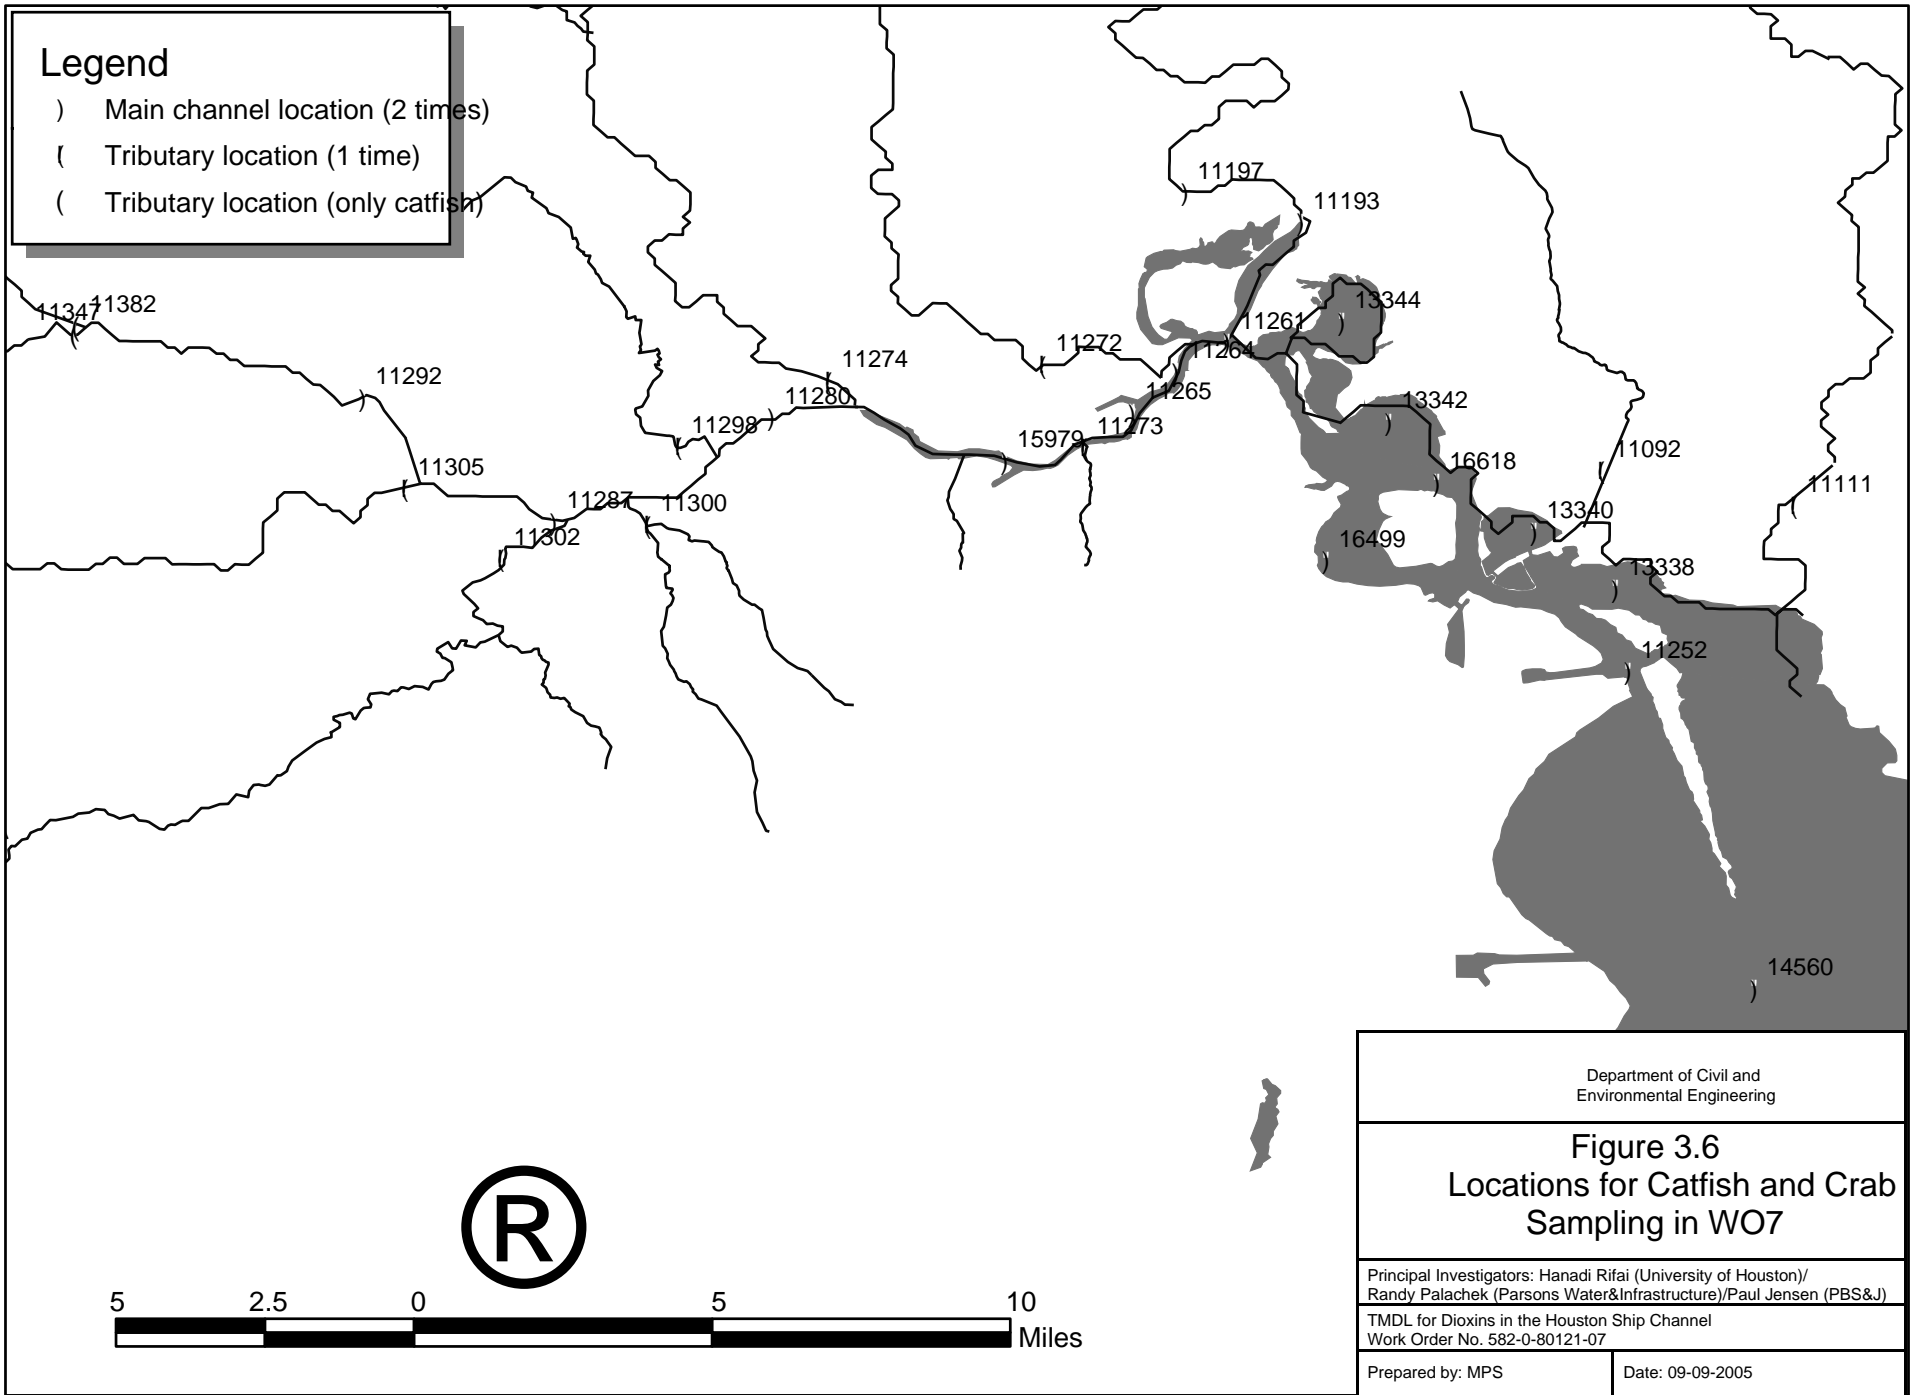 Legend
) Main channel location (2 times)
( Tributary location (1 time)
( Tributary location (only catfish)
11197
11193
11347
11382
13344
11261
11272
11264
11274
11292
11265
11280
13342
11298
11273
15979
11092
16618
11305
11111
11287
11300
13340
11302
16499
13338
11252
14560
®
5 2.5 0 5 10
Miles
Department of Civil and
Environmental Engineering
Figure 3.6
Locations for Catfish and Crab
Sampling in WO7
Principal Investigators: Hanadi Rifai (University of Houston)/
Randy Palachek (Parsons Water&Infrastructure)/Paul Jensen (PBS&J)
TMDL for Dioxins in the Houston Ship Channel
Work Order No. 582-0-80121-07
Prepared by: MPS
Date: 09-09-2005